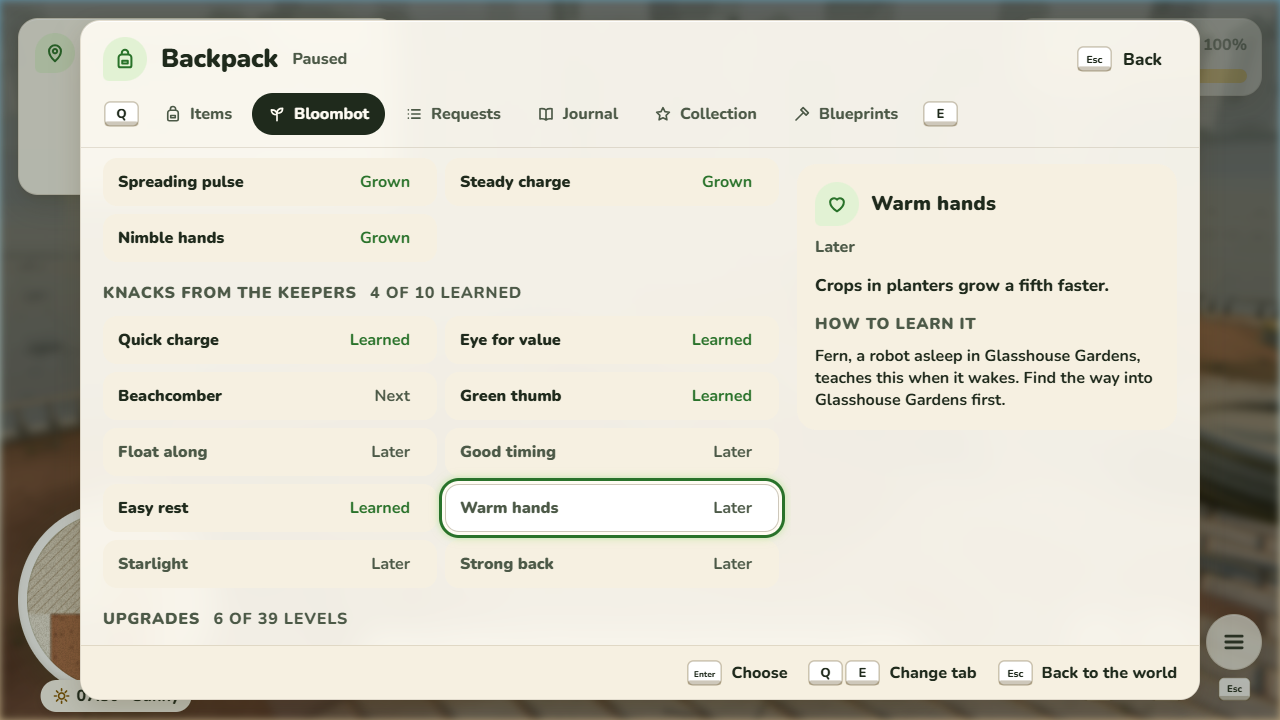 Backpack Paused
Esc Back
100%
Q Items Bloombot Requests Journal Collection Blueprints E
Spreading pulse Grown
Steady charge Grown
Nimble hands Grown
KNACKS FROM THE KEEPERS 4 OF 10 LEARNED
Quick charge Learned
Eye for value Learned
Beachcomber Next
Green thumb Learned
Float along Later
Good timing Later
Easy rest Learned
Warm hands Later
Starlight Later
Strong back Later
UPGRADES 6 OF 39 LEVELS
Warm hands
Later
Crops in planters grow a fifth faster.
HOW TO LEARN IT
Fern, a robot asleep in Glasshouse Gardens,
teaches this when it wakes. Find the way into
Glasshouse Gardens first.
Enter Choose Q E Change tab Esc Back to the world
Esc